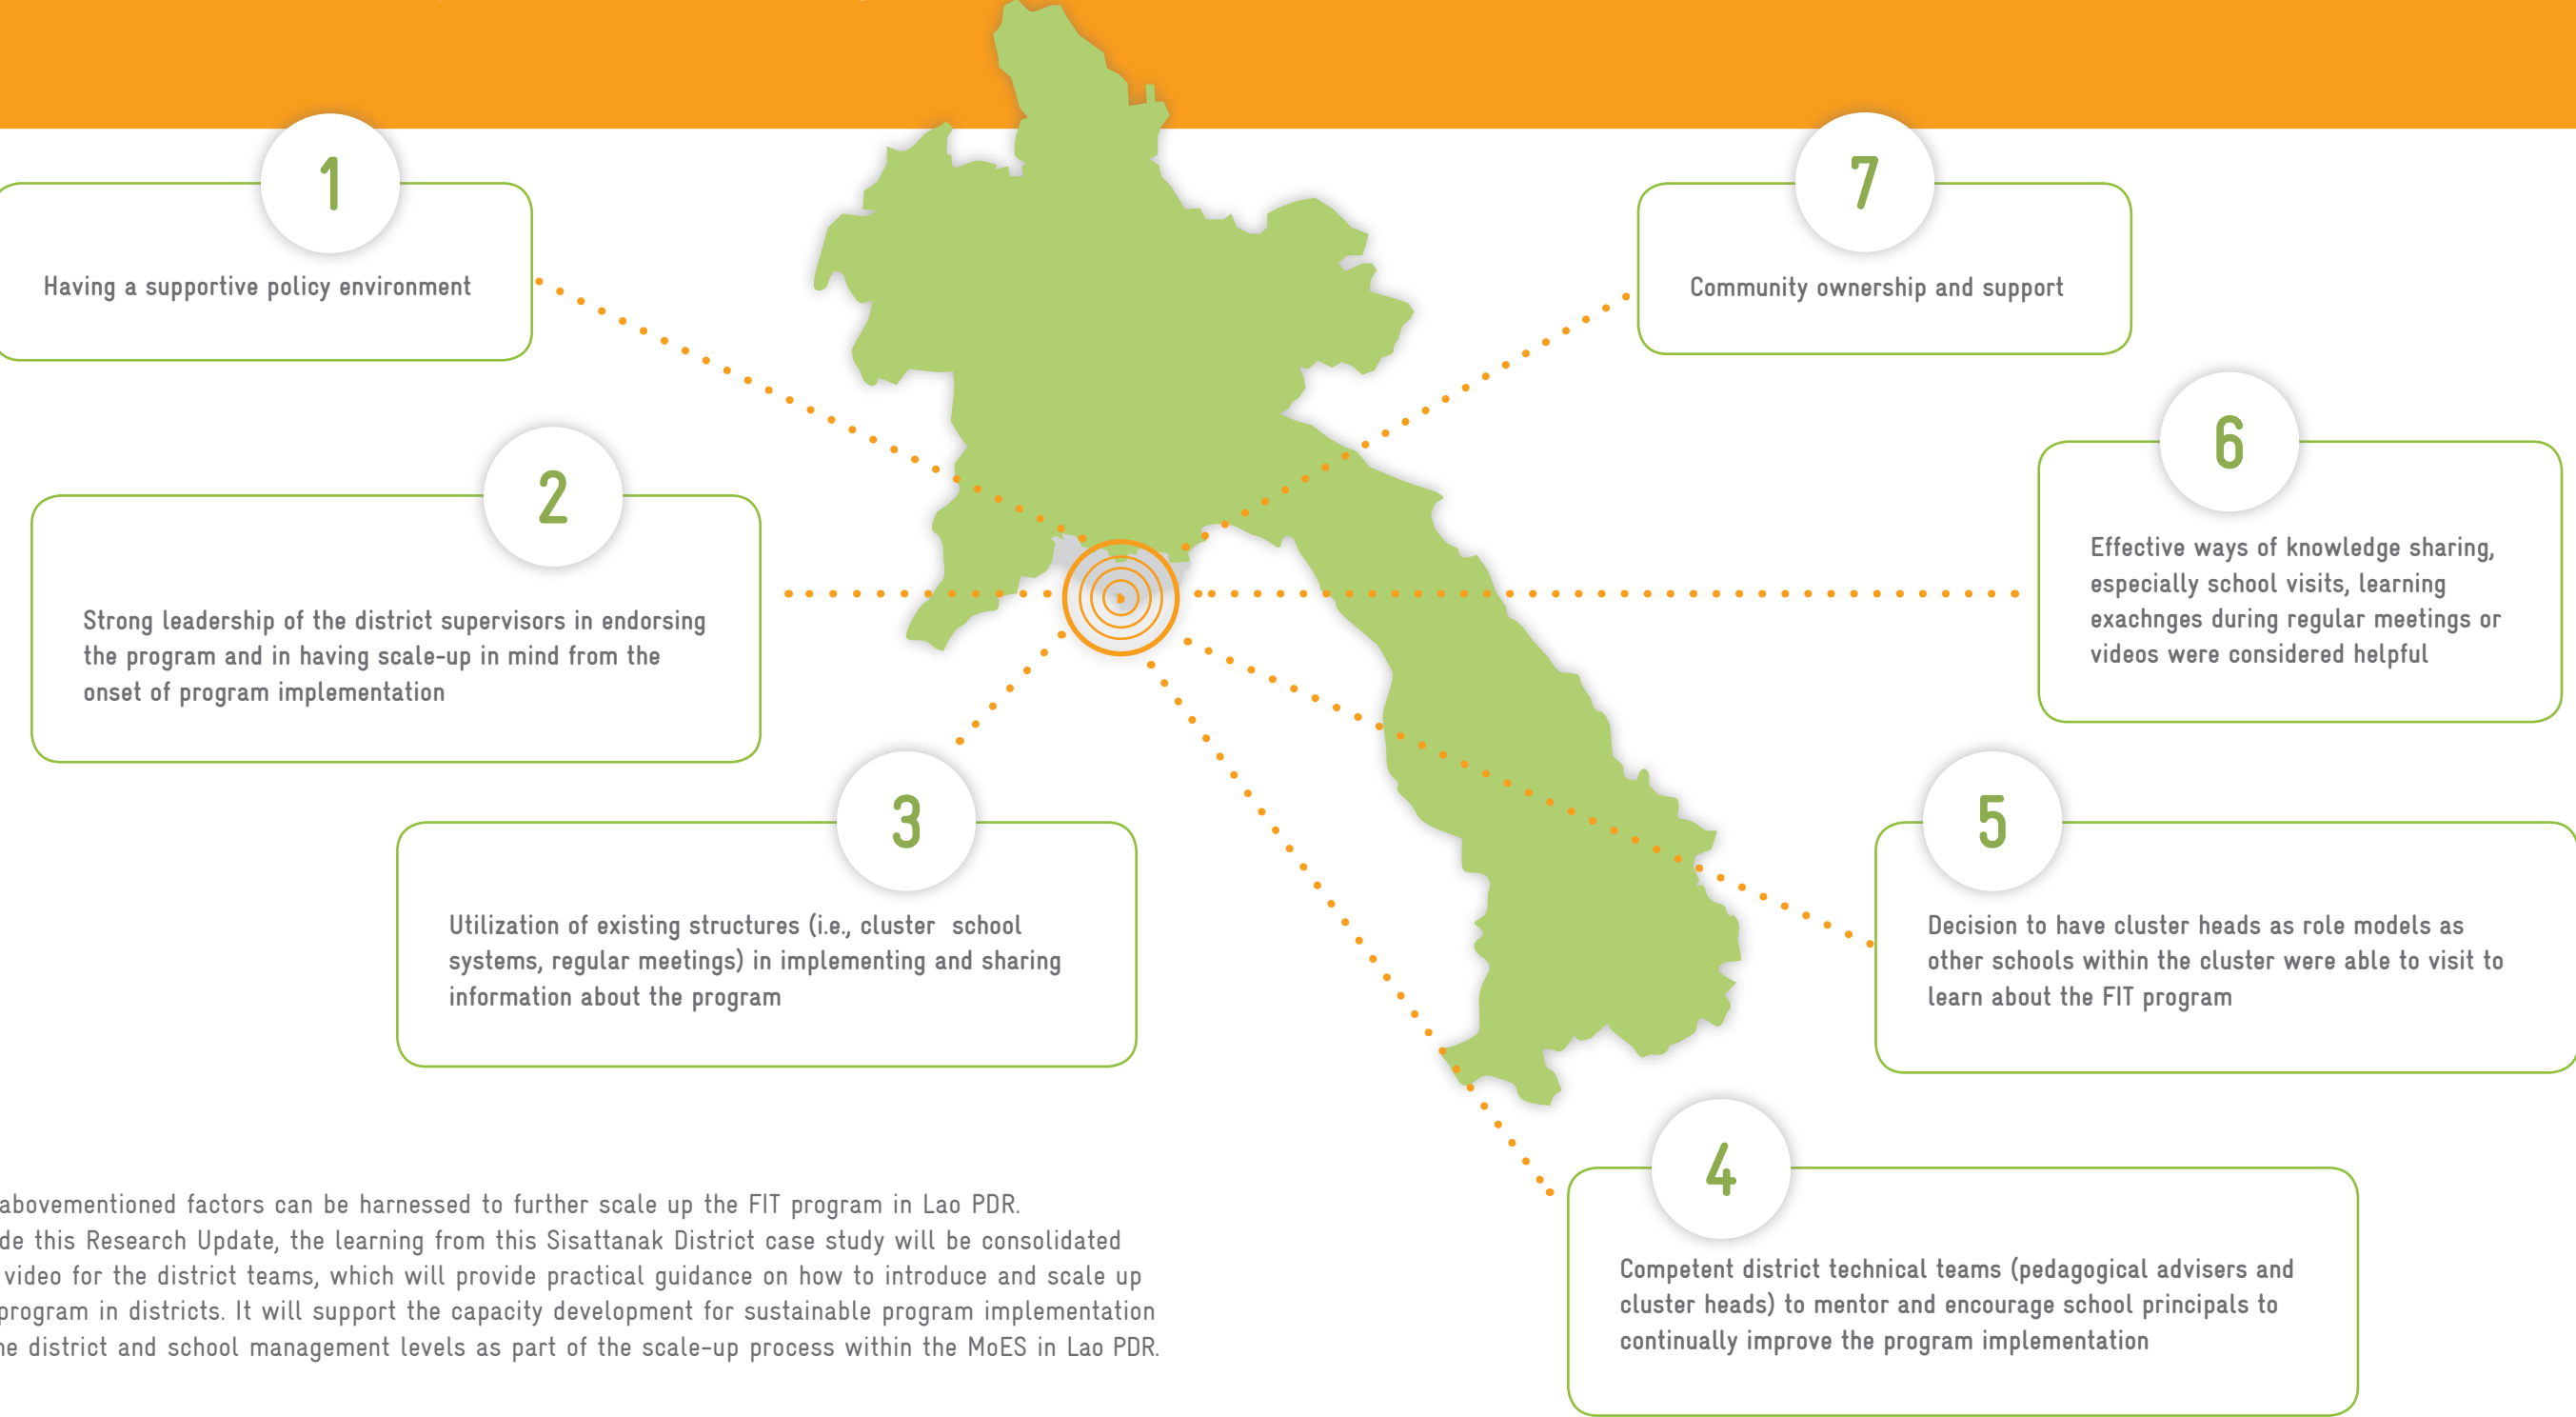 1
Having a supportive policy environment
2
Strong leadership of the district supervisors in endorsing
the program and in having scale-up in mind from the
onset of program implementation
3
Utilization of existing structures (i.e., cluster school
systems, regular meetings) in implementing and sharing
information about the program
4
Competent district technical teams (pedagogical advisers and
cluster heads) to mentor and encourage school principals to
continually improve the program implementation
5
Decision to have cluster heads as role models as
other schools within the cluster were able to visit to
learn about the FIT program
6
Effective ways of knowledge sharing,
especially school visits, learning
exachnges during regular meetings or
videos were considered helpful
7
Community ownership and support
abovementioned factors can be harnessed to further scale up the FIT program in Lao PDR.
this Research Update, the learning from this Sisattanak District case study will be consolidated
video for the district teams, which will provide practical guidance on how to introduce and scale up
program in districts. It will support the capacity development for sustainable program implementation
district and school management levels as part of the scale-up process within the MoES in Lao PDR.